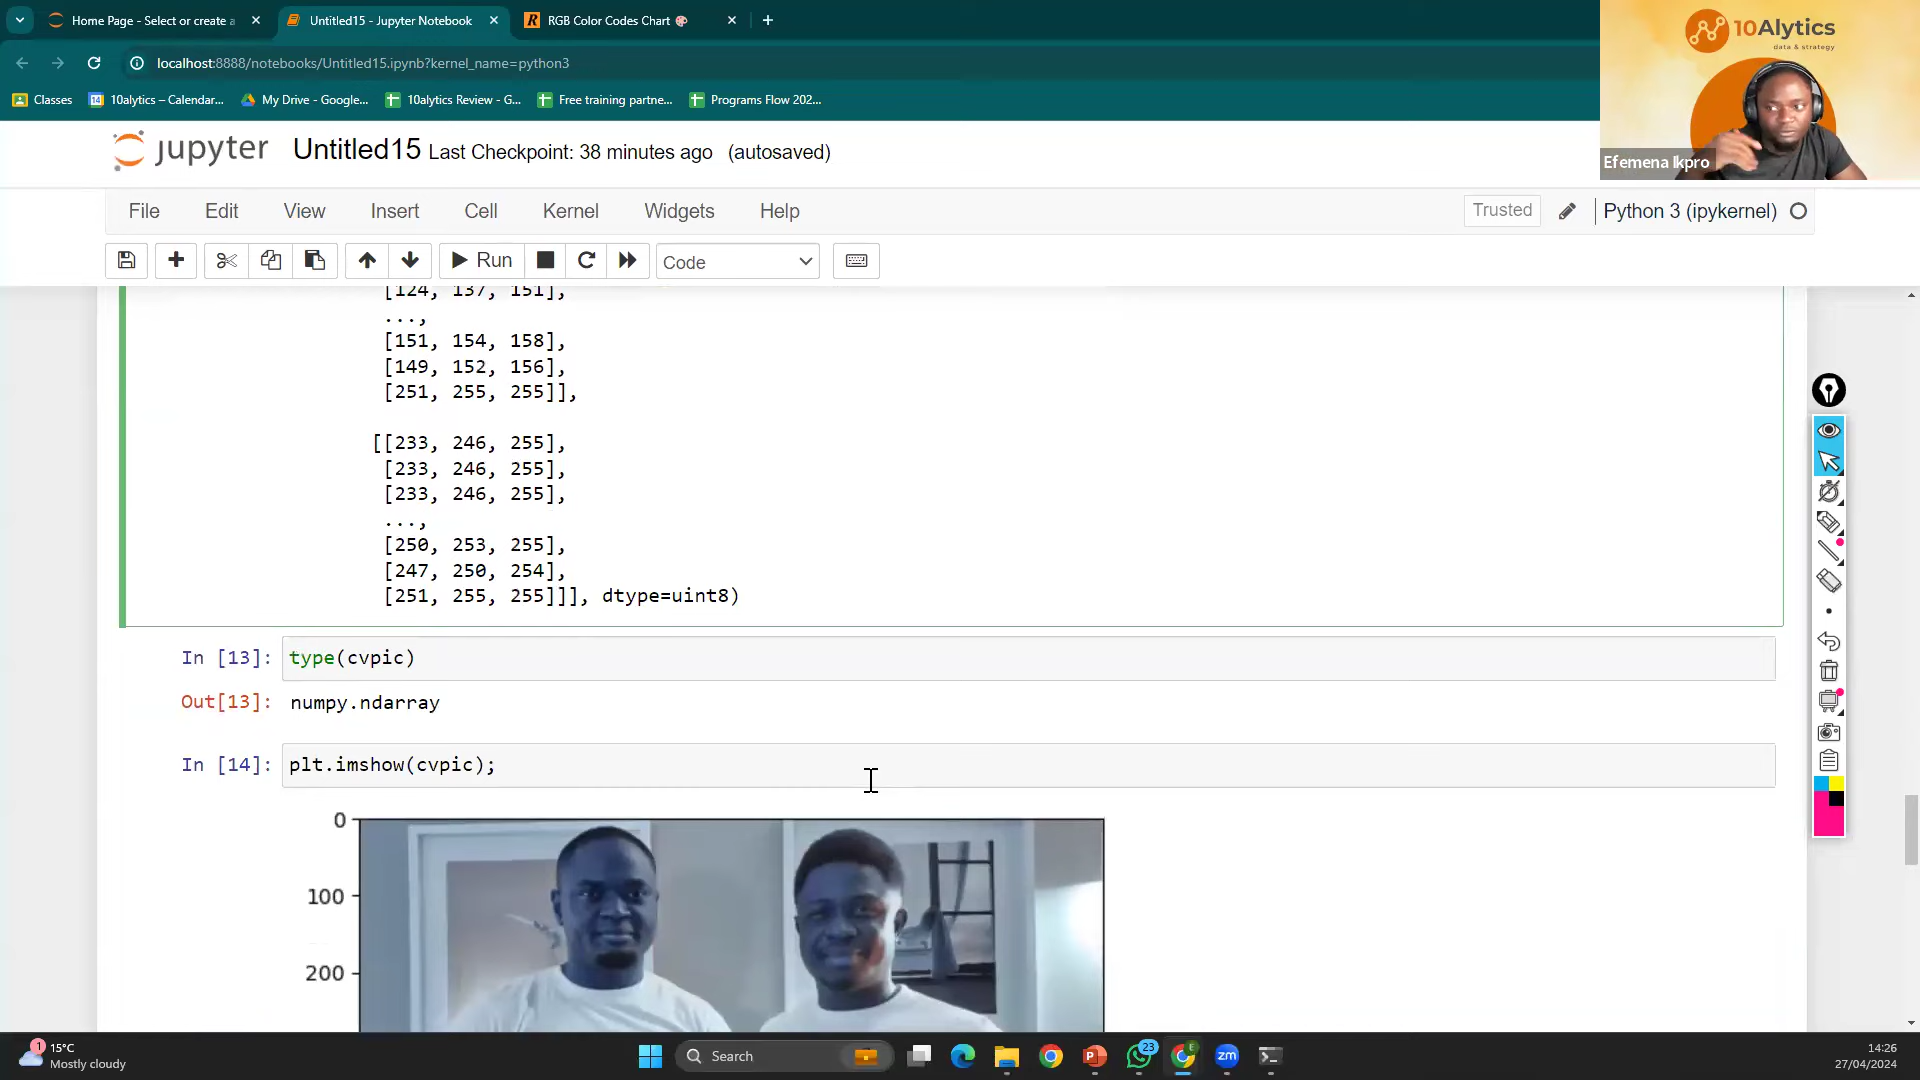 Home Page - Select or create a
Untitled15 - Jupyter Notebook
RGB Color Codes Chart
localhost:8888/notebooks/Untitled15.ipynb?kernel_name=python3
Classes
10alytics – Calendar...
My Drive - Google...
10alytics Review - G...
Free training partne...
Programs Flow 202...
10Alytics
data & strategy
Efemena Ikpro
jupyter
Untitled15 Last Checkpoint: 38 minutes ago (autosaved)
File Edit View Insert Cell Kernel Widgets Help
Trusted
Python 3 (ipykernel)
Run
Code
[124, 137, 151],
...,
[151, 154, 158],
[149, 152, 156],
[251, 255, 255]],
[[233, 246, 255],
[233, 246, 255],
[233, 246, 255],
...,
[250, 253, 255],
[247, 250, 254],
[251, 255, 255]]], dtype=uint8)
In [13]: type(cvpic)
Out[13]: numpy.ndarray
In [14]: plt.imshow(cvpic);
0
100
200
1
15°C
Mostly cloudy
Search
23
E
zm
14:26
27/04/2024